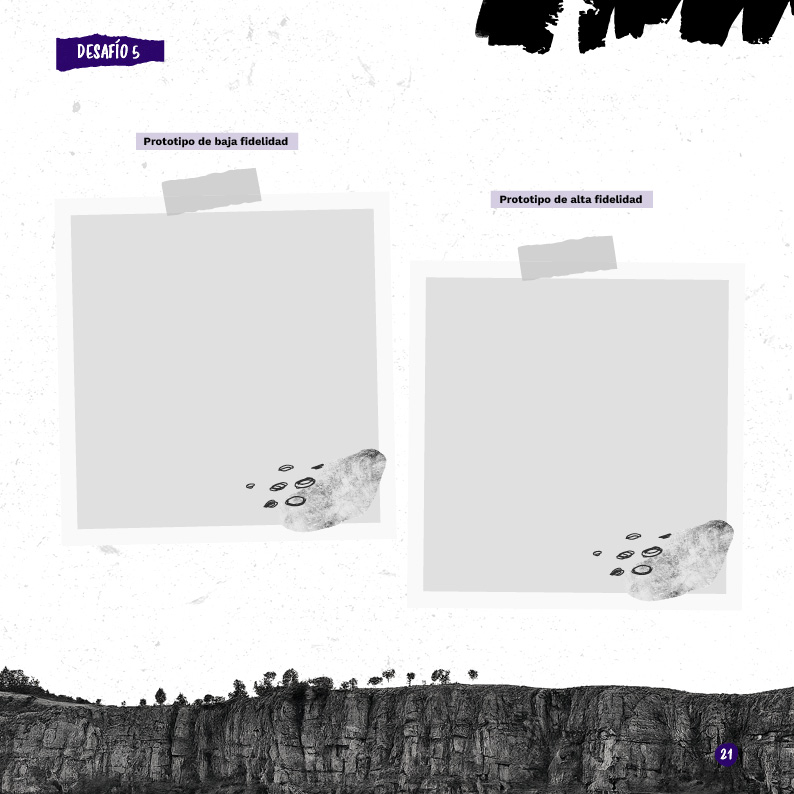 DESAFÍO 5
Prototipo de baja fidelidad
Prototipo de alta fidelidad
21